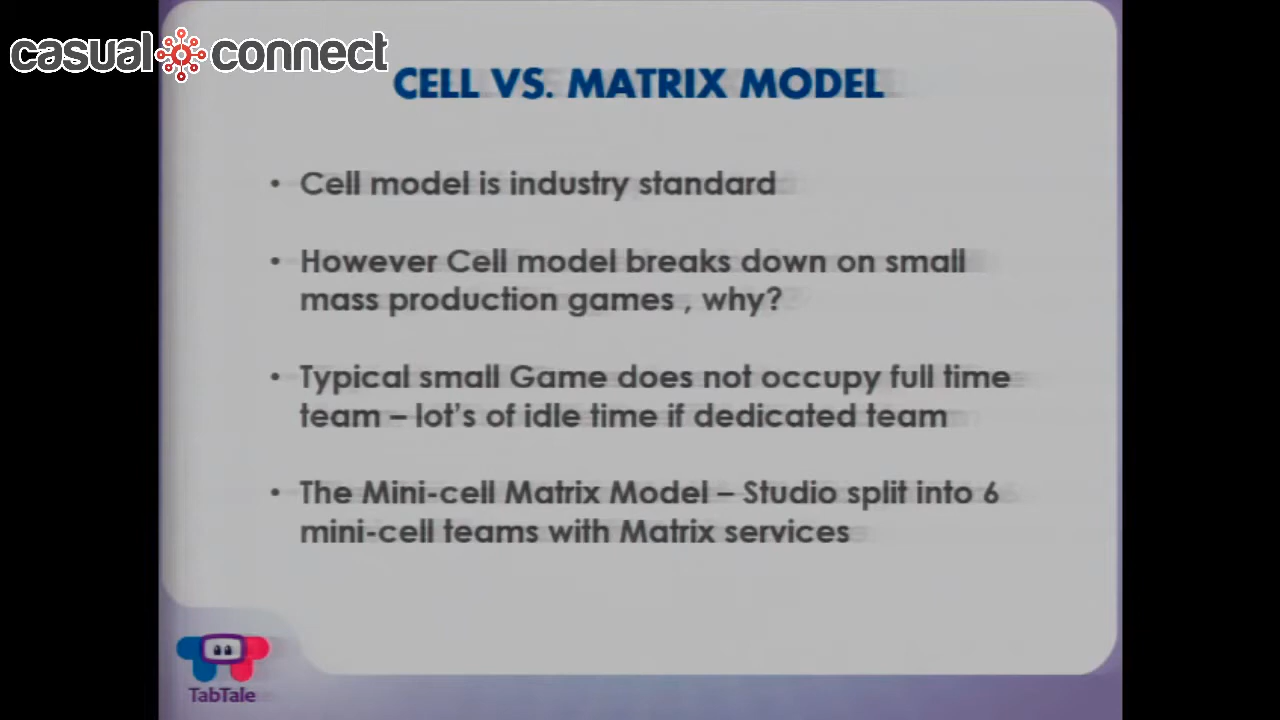 casual connect
CELL VS. MATRIX MODEL
• Cell model is industry standard
• However Cell model breaks down on small
mass production games , why?
• Typical small Game does not occupy full time
team – lot's of idle time if dedicated team
• The Mini-cell Matrix Model – Studio split into 6
mini-cell teams with Matrix services
TabTale